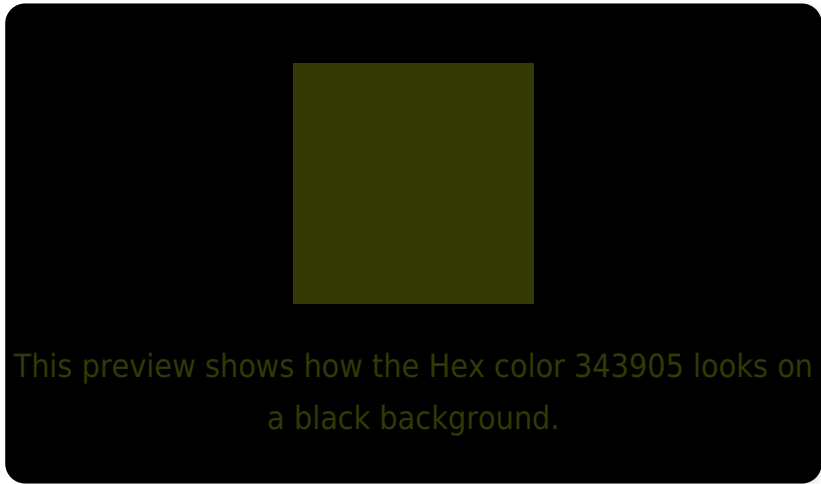 This preview shows how the Hex color 343905 looks on
a black background.